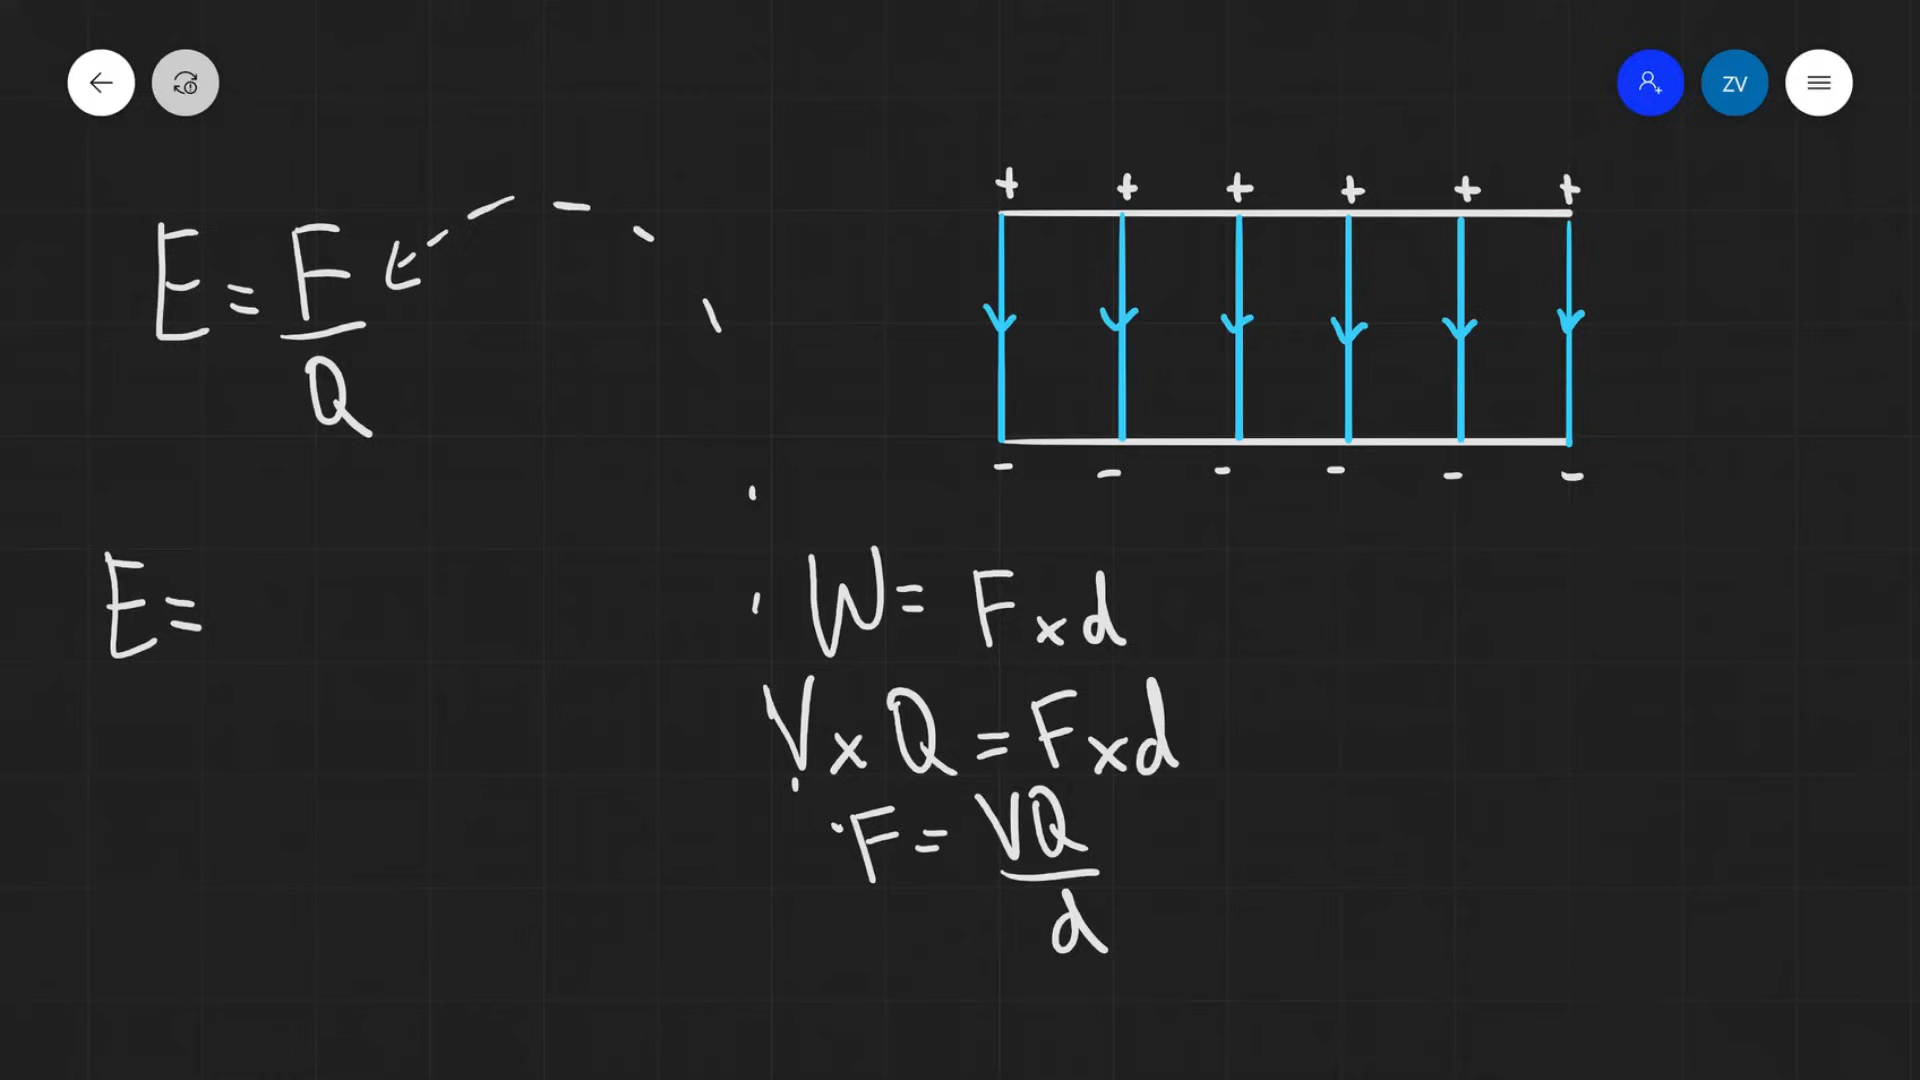 ZV
+ + + + + +
- - - - - -
E = F/Q
E =
W = F x d
V x Q = F x d
F = VQ/d